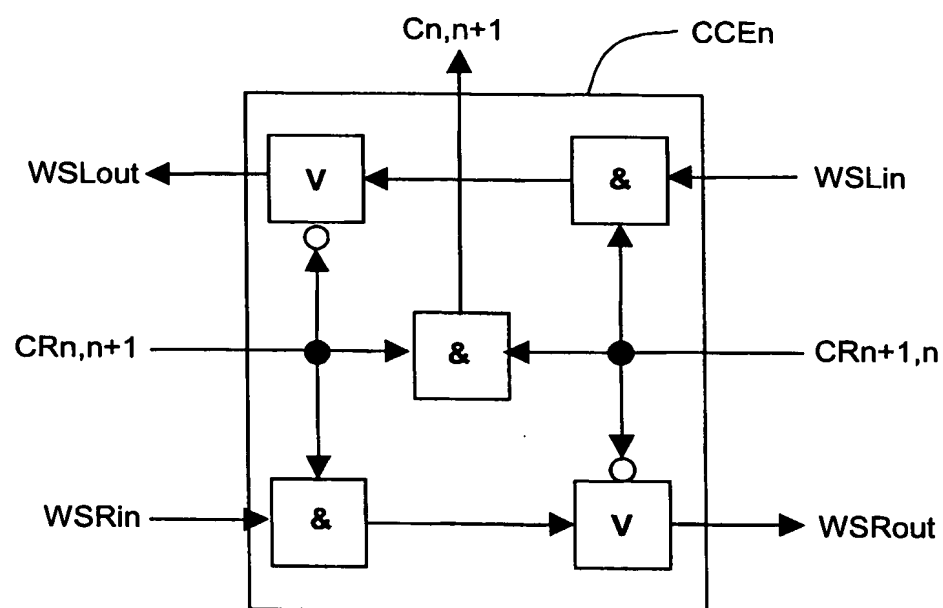 Cn,n+1
CCEn
WSLout
V
&
WSLin
CRn,n+1
&
CRn+1,n
WSRin
&
V
WSRout